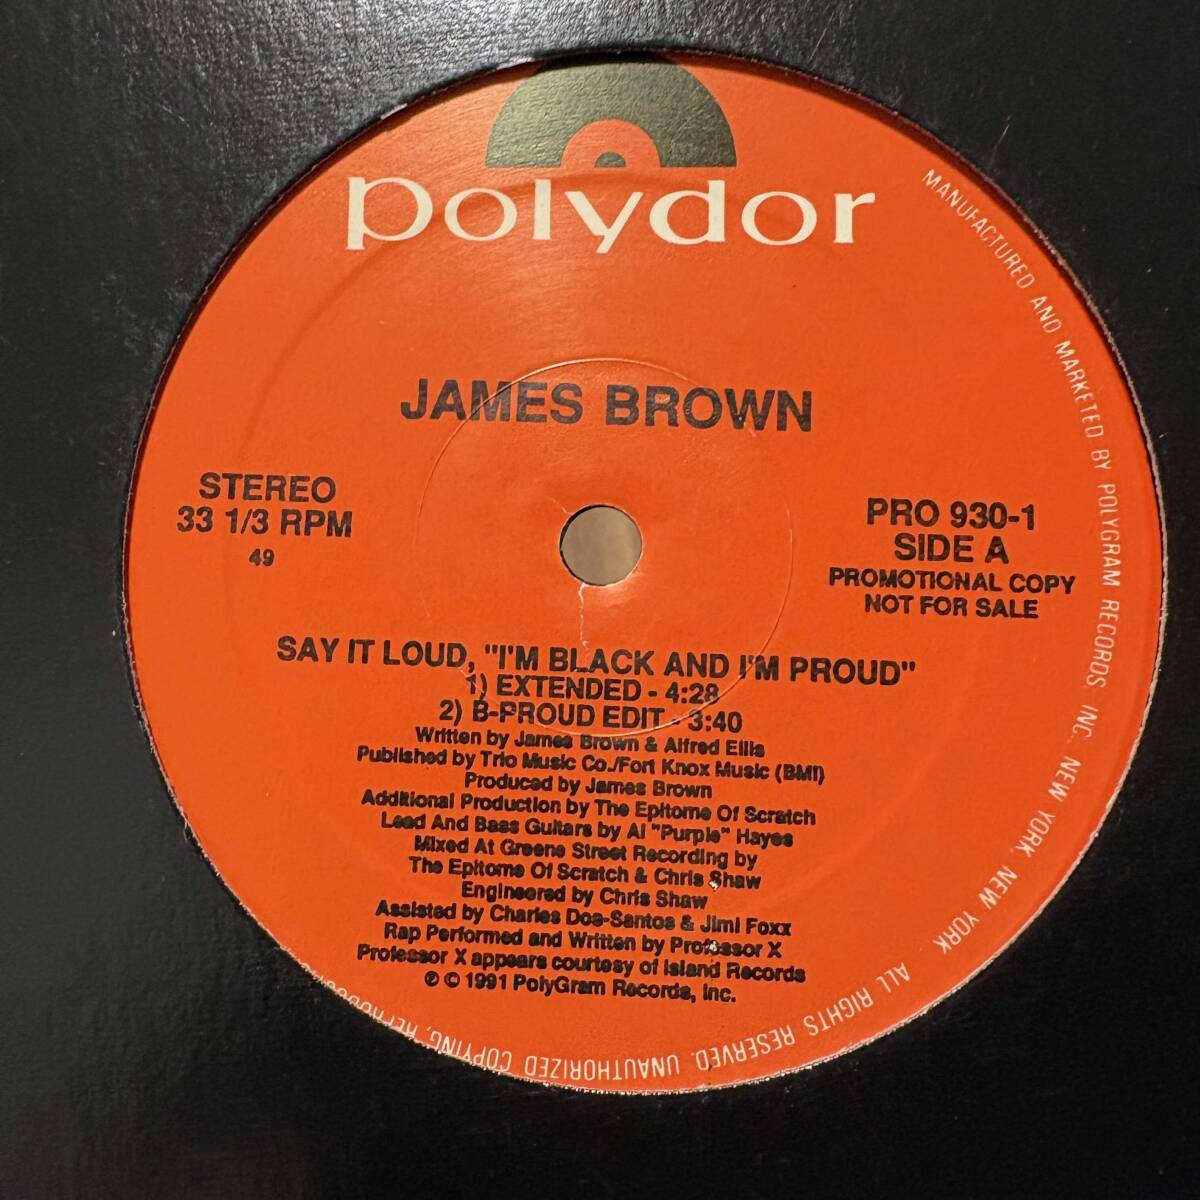 polydor
JAMES BROWN
STEREO
33 1/3 RPM
49
PRO 930-1
SIDE A
PROMOTIONAL COPY
NOT FOR SALE
SAY IT LOUD, "I'M BLACK AND I'M PROUD"
1) EXTENDED - 4:28
2) B-PROUD EDIT - 3:40
Written by James Brown & Alfred Ellis
Published by Trio Music Co./Fort Knox Music (BMI)
Produced by James Brown
Additional Production by The Epitome Of Scratch
Lead And Bass Guitars by Al "Purple" Hayes
Mixed At Greene Street Recording by
The Epitome Of Scratch & Chris Shaw
Engineered by Chris Shaw
Assisted by Charles Dos-Santos & Jimi Foxx
Rap Performed and Written by Professor X
Professor X appears courtesy of Island Records
℗ © 1991 PolyGram Records, Inc.
MANUFACTURED AND MARKETED BY POLYGRAM RECORDS, INC. NEW YORK, NEW YORK. ALL RIGHTS RESERVED. UNAUTHORIZED COPYING,